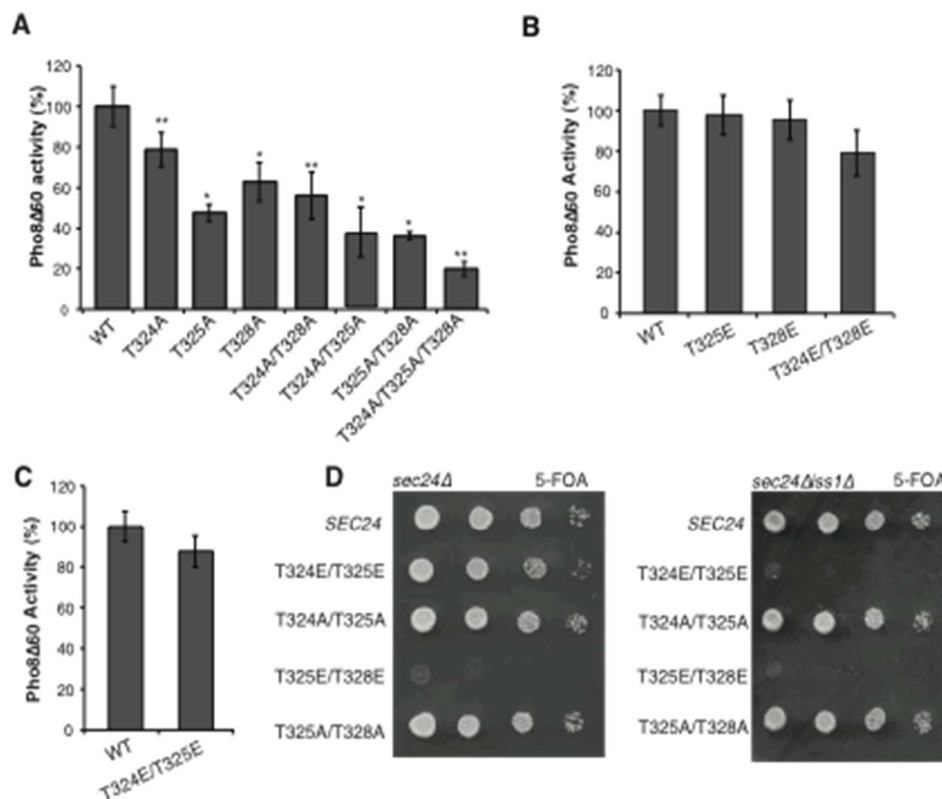 A
Pho8Δ60 activity (%)
120
100
80
60
40
20
0
**
*
*
**
*
*
**
WT
T324A
T325A
T328A
T324A/T328A
T324A/T325A
T325A/T328A
T324A/T325A/T328A
B
Pho8Δ60 Activity (%)
120
100
80
60
40
20
0
WT
T325E
T328E
T324E/T328E
C
Pho8Δ60 Activity (%)
120
100
80
60
40
20
0
WT
T324E/T325E
D
sec24Δ 5-FOA
SEC24
T324E/T325E
T324A/T325A
T325E/T328E
T325A/T328A
sec24Δiss1Δ 5-FOA
SEC24
T324E/T325E
T324A/T325A
T325E/T328E
T325A/T328A